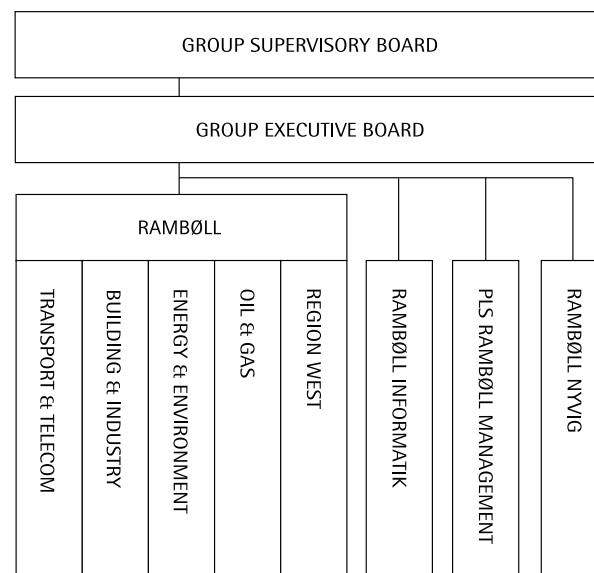 GROUP SUPERVISORY BOARD
GROUP EXECUTIVE BOARD
RAMBØLL
TRANSPORT & TELECOM
BUILDING & INDUSTRY
ENERGY & ENVIRONMENT
OIL & GAS
REGION WEST
RAMBØLL INFORMATIK
PLS RAMBØLL MANAGEMENT
RAMBØLL NYVIG